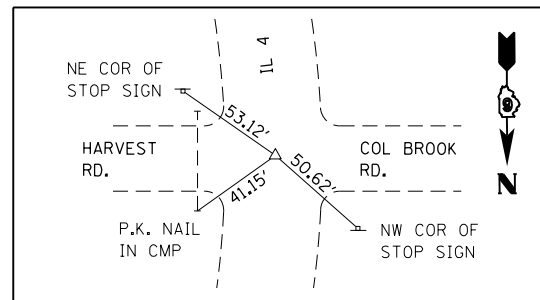 NE COR OF
STOP SIGN
IL 4
53.12'
HARVEST
RD.
COL BROOK
RD.
50.62'
41.15'
P.K. NAIL
IN CMP
NW COR OF
STOP SIGN
9
N